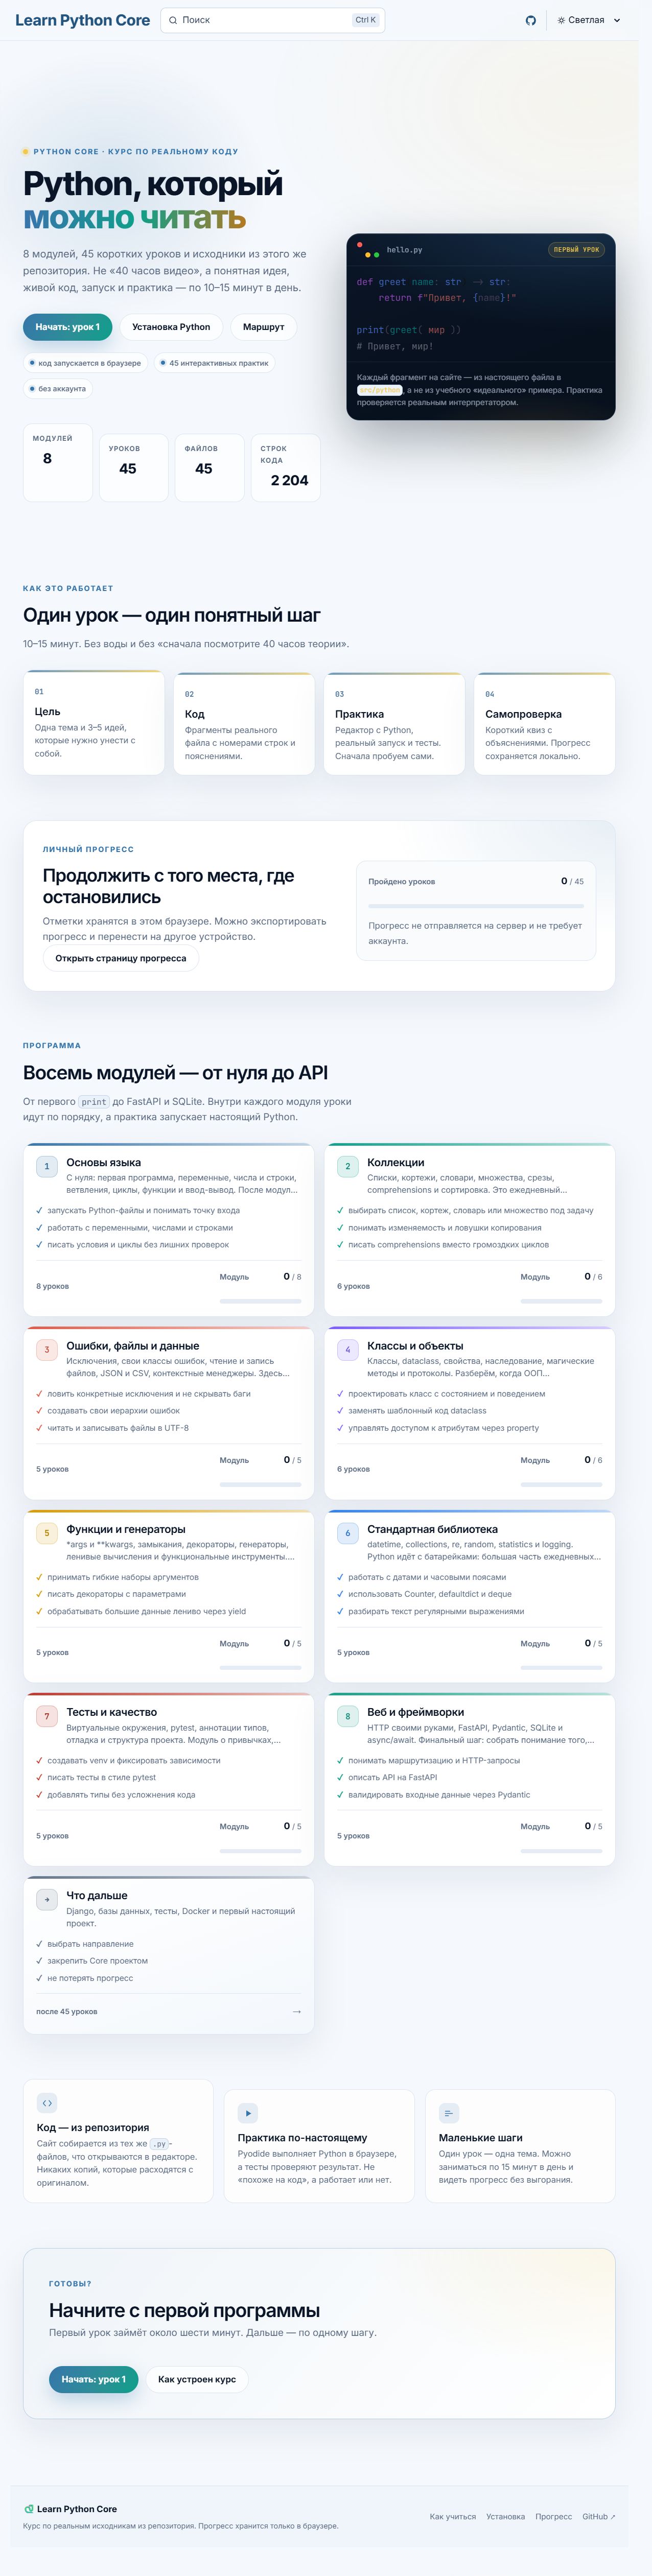 Learn Python Core
Поиск
Ctrl K
Светлая
PYTHON CORE · КУРС ПО РЕАЛЬНОМУ КОДУ
Python, который
можно читать
8 модулей, 45 коротких уроков и исходники из этого же
репозитория. Не «40 часов видео», а понятная идея,
живой код, запуск и практика — по 10–15 минут в день.
Начать: урок 1
Установка Python
Маршрут
код запускается в браузере
45 интерактивных практик
без аккаунта
МОДУЛЕЙ
8
УРОКОВ
45
ФАЙЛОВ
45
СТРОК
КОДА
2 204
hello.py
ПЕРВЫЙ УРОК
def greet name: str -> str:
return f"Привет, {name}!"
print(greet( мир ))
# Привет, мир!
Каждый фрагмент на сайте — из настоящего файла в
src/python, а не из учебного «идеального» примера. Практика
проверяется реальным интерпретатором.
КАК ЭТО РАБОТАЕТ
Один урок — один понятный шаг
10–15 минут. Без воды и без «сначала посмотрите 40 часов теории».
01
Цель
Одна тема и 3–5 идей,
которые нужно унести с
собой.
02
Код
Фрагменты реального
файла с номерами строк и
пояснениями.
03
Практика
Редактор с Python,
реальный запуск и тесты.
Сначала пробуем сами.
04
Самопроверка
Короткий квиз с
объяснениями. Прогресс
сохраняется локально.
ЛИЧНЫЙ ПРОГРЕСС
Продолжить с того места, где
остановились
Отметки хранятся в этом браузере. Можно экспортировать
прогресс и перенести на другое устройство.
Открыть страницу прогресса
Пройдено уроков
0 / 45
Прогресс не отправляется на сервер и не требует
аккаунта.
ПРОГРАММА
Восемь модулей — от нуля до API
От первого print до FastAPI и SQLite. Внутри каждого модуля уроки
идут по порядку, а практика запускает настоящий Python.
1
Основы языка
С нуля: первая программа, переменные, числа и строки,
ветвления, циклы, функции и ввод-вывод. После модул…
✓ запускать Python-файлы и понимать точку входа
✓ работать с переменными, числами и строками
✓ писать условия и циклы без лишних проверок
8 уроков
Модуль
0 / 8
2
Коллекции
Списки, кортежи, словари, множества, срезы,
comprehensions и сортировка. Это ежедневный…
✓ выбирать список, кортеж, словарь или множество под задачу
✓ понимать изменяемость и ловушки копирования
✓ писать comprehensions вместо громоздких циклов
6 уроков
Модуль
0 / 6
3
Ошибки, файлы и данные
Исключения, свои классы ошибок, чтение и запись
файлов, JSON и CSV, контекстные менеджеры. Здесь…
✓ ловить конкретные исключения и не скрывать баги
✓ создавать свои иерархии ошибок
✓ читать и записывать файлы в UTF-8
5 уроков
Модуль
0 / 5
4
Классы и объекты
Классы, dataclass, свойства, наследование, магические
методы и протоколы. Разберём, когда ООП…
✓ проектировать класс с состоянием и поведением
✓ заменять шаблонный код dataclass
✓ управлять доступом к атрибутам через property
6 уроков
Модуль
0 / 6
5
Функции и генераторы
*args и **kwargs, замыкания, декораторы, генераторы,
ленивые вычисления и функциональные инструменты.…
✓ принимать гибкие наборы аргументов
✓ писать декораторы с параметрами
✓ обрабатывать большие данные лениво через yield
5 уроков
Модуль
0 / 5
6
Стандартная библиотека
datetime, collections, re, random, statistics и logging.
Python идёт с батарейками: большая часть ежедневных…
✓ работать с датами и часовыми поясами
✓ использовать Counter, defaultdict и deque
✓ разбирать текст регулярными выражениями
5 уроков
Модуль
0 / 5
7
Тесты и качество
Виртуальные окружения, pytest, аннотации типов,
отладка и структура проекта. Модуль о привычках,…
✓ создавать venv и фиксировать зависимости
✓ писать тесты в стиле pytest
✓ добавлять типы без усложнения кода
5 уроков
Модуль
0 / 5
8
Веб и фреймворки
HTTP своими руками, FastAPI, Pydantic, SQLite и
async/await. Финальный шаг: собрать понимание того,…
✓ понимать маршрутизацию и HTTP-запросы
✓ описать API на FastAPI
✓ валидировать входные данные через Pydantic
5 уроков
Модуль
0 / 5
→
Что дальше
Django, базы данных, тесты, Docker и первый настоящий
проект.
✓ выбрать направление
✓ закрепить Core проектом
✓ не потерять прогресс
после 45 уроков
→
Код — из репозитория
Сайт собирается из тех же .py-
файлов, что открываются в редакторе.
Никаких копий, которые расходятся с
оригиналом.
Практика по-настоящему
Pyodide выполняет Python в браузере,
а тесты проверяют результат. Не
«похоже на код», а работает или нет.
Маленькие шаги
Один урок — одна тема. Можно
заниматься по 15 минут в день и
видеть прогресс без выгорания.
ГОТОВЫ?
Начните с первой программы
Первый урок займёт около шести минут. Дальше — по одному шагу.
Начать: урок 1
Как устроен курс
Learn Python Core
Курс по реальным исходникам из репозитория. Прогресс хранится только в браузере.
Как учиться
Установка
Прогресс
GitHub ↗